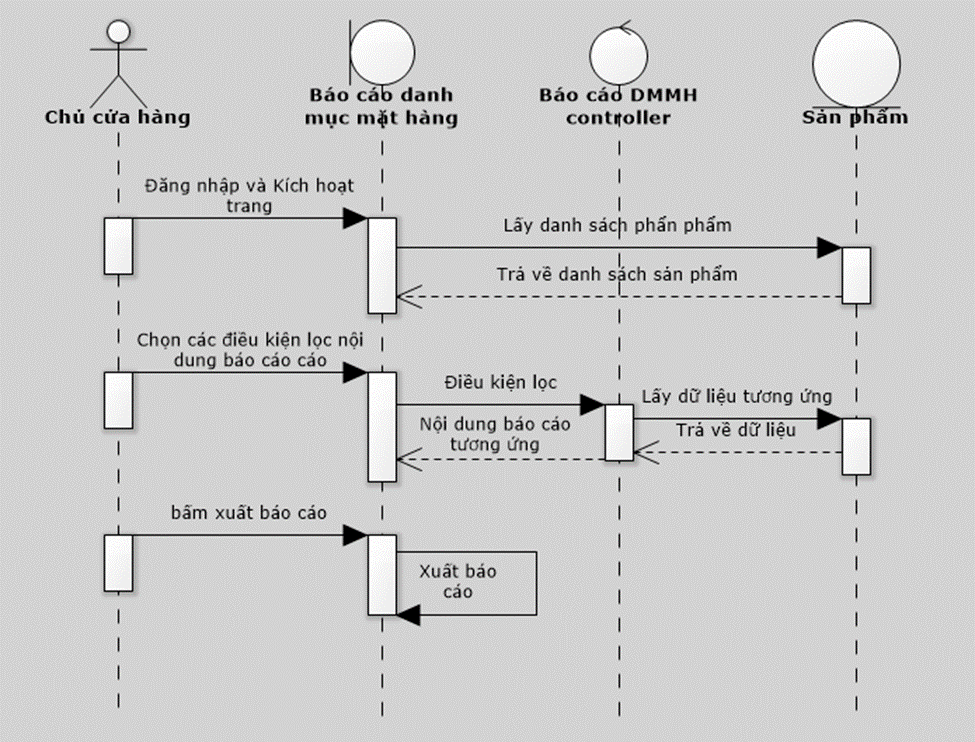 Chủ cửa hàng
Báo cáo danh
mục mặt hàng
Báo cáo DMMH
controller
Sản phẩm
Đăng nhập và Kích hoạt
trang
Lấy danh sách phẩn phẩm
Trả về danh sách sản phẩm
Chọn các điều kiện lọc nội
dung báo cáo cáo
Điều kiện lọc
Lấy dữ liệu tương ứng
Nội dung báo cáo
tương ứng
Trả về dữ liệu
bấm xuất báo cáo
Xuất báo
cáo